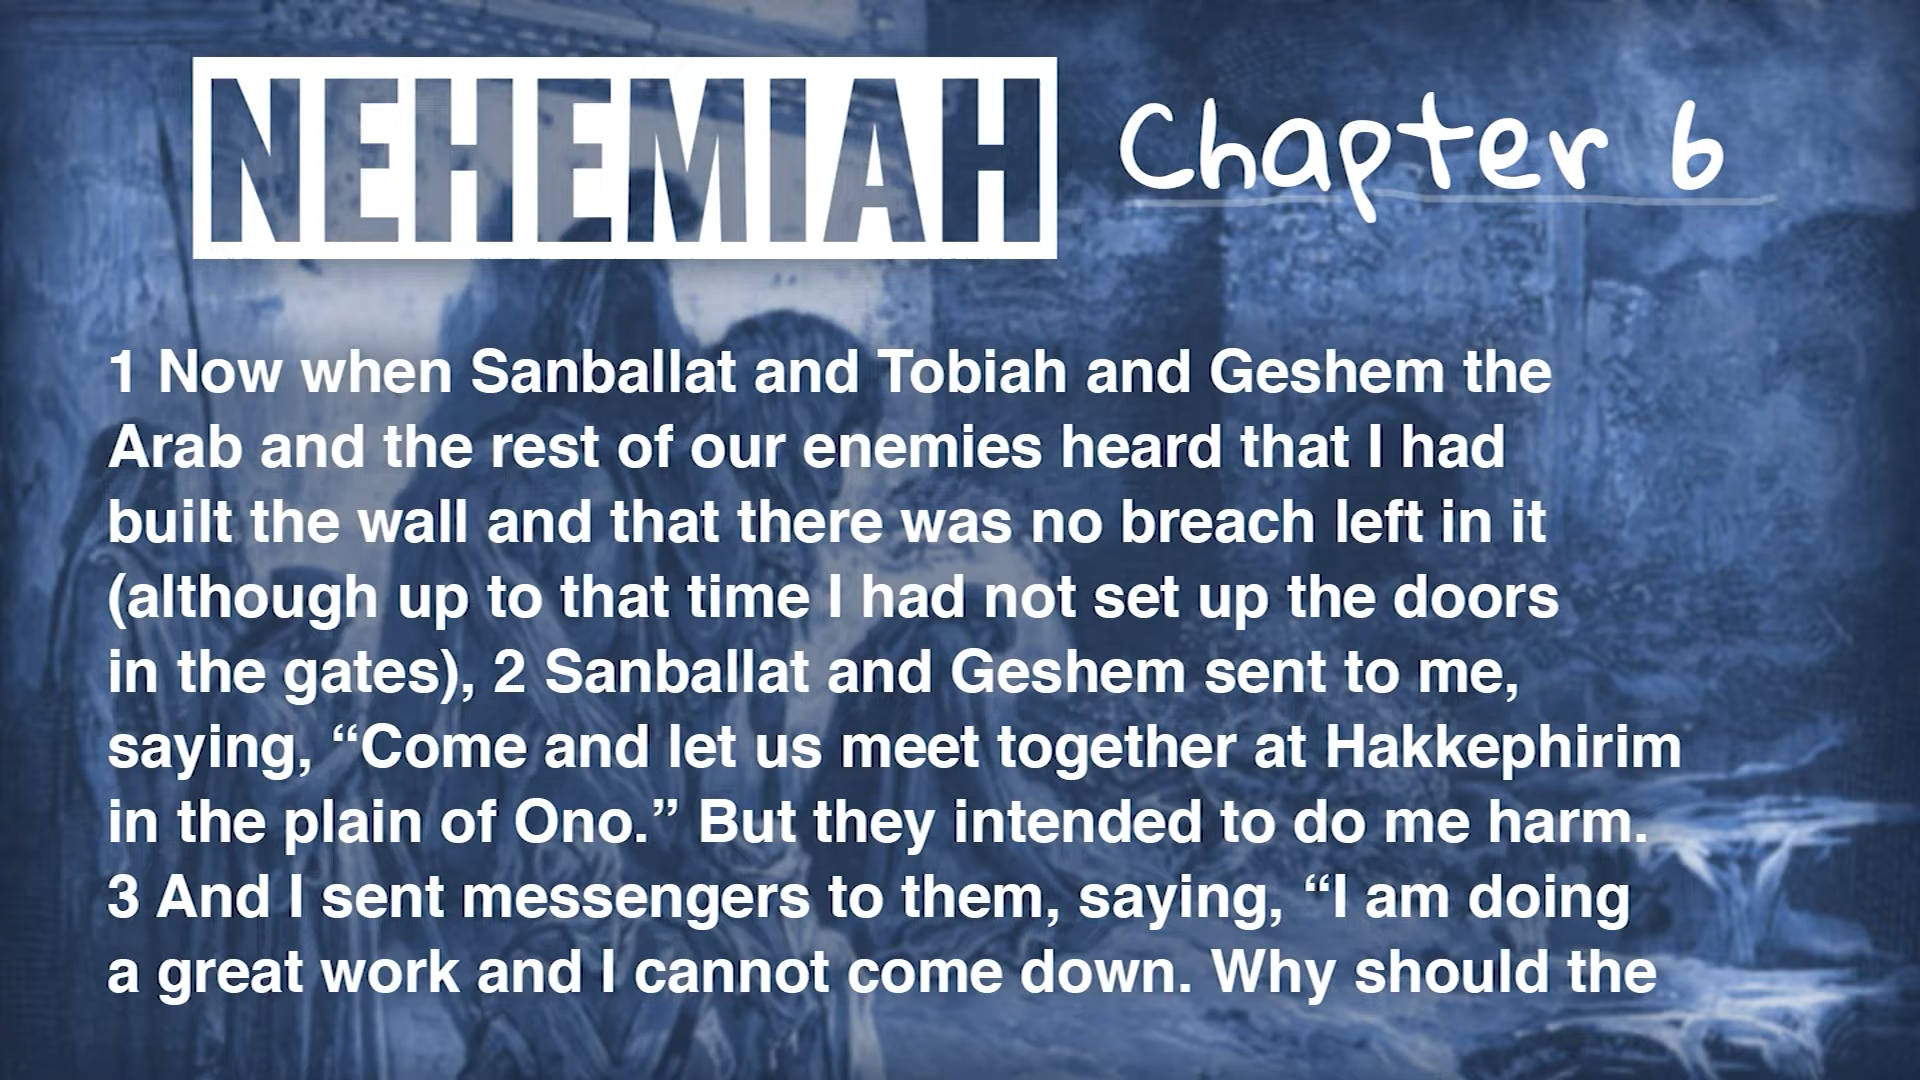 NEHEMIAH Chapter 6
1 Now when Sanballat and Tobiah and Geshem the
Arab and the rest of our enemies heard that I had
built the wall and that there was no breach left in it
(although up to that time I had not set up the doors
in the gates), 2 Sanballat and Geshem sent to me,
saying, “Come and let us meet together at Hakkephirim
in the plain of Ono.” But they intended to do me harm.
3 And I sent messengers to them, saying, “I am doing
a great work and I cannot come down. Why should the